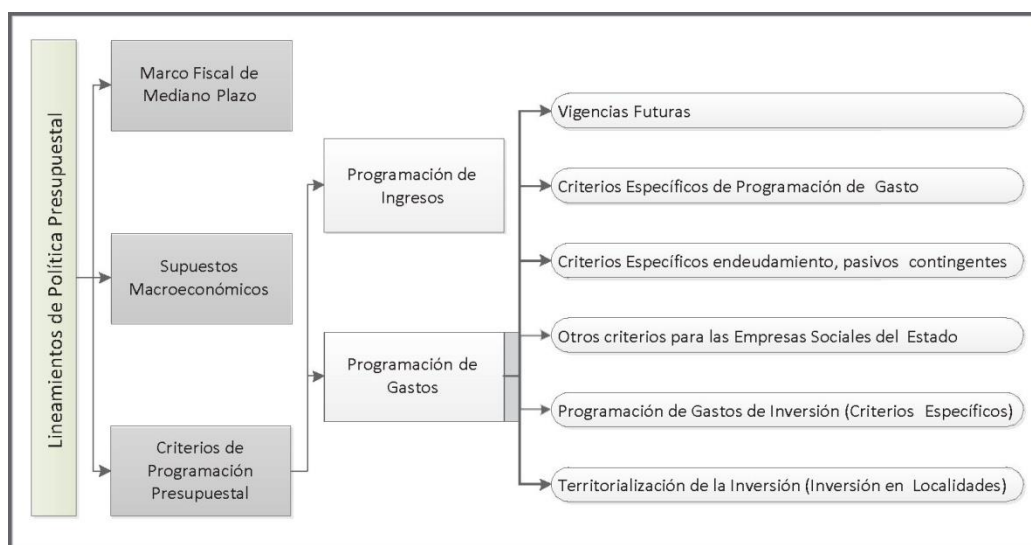 Lineamientos de Política Presupuestal
Marco Fiscal de
Mediano Plazo
Supuestos
Macroeconómicos
Criterios de
Programación
Presupuestal
Programación de
Ingresos
Programación de
Gastos
Vigencias Futuras
Criterios Específicos de Programación de Gasto
Criterios Específicos endeudamiento, pasivos contingentes
Otros criterios para las Empresas Sociales del Estado
Programación de Gastos de Inversión (Criterios Específicos)
Territorialización de la Inversión (Inversión en Localidades)